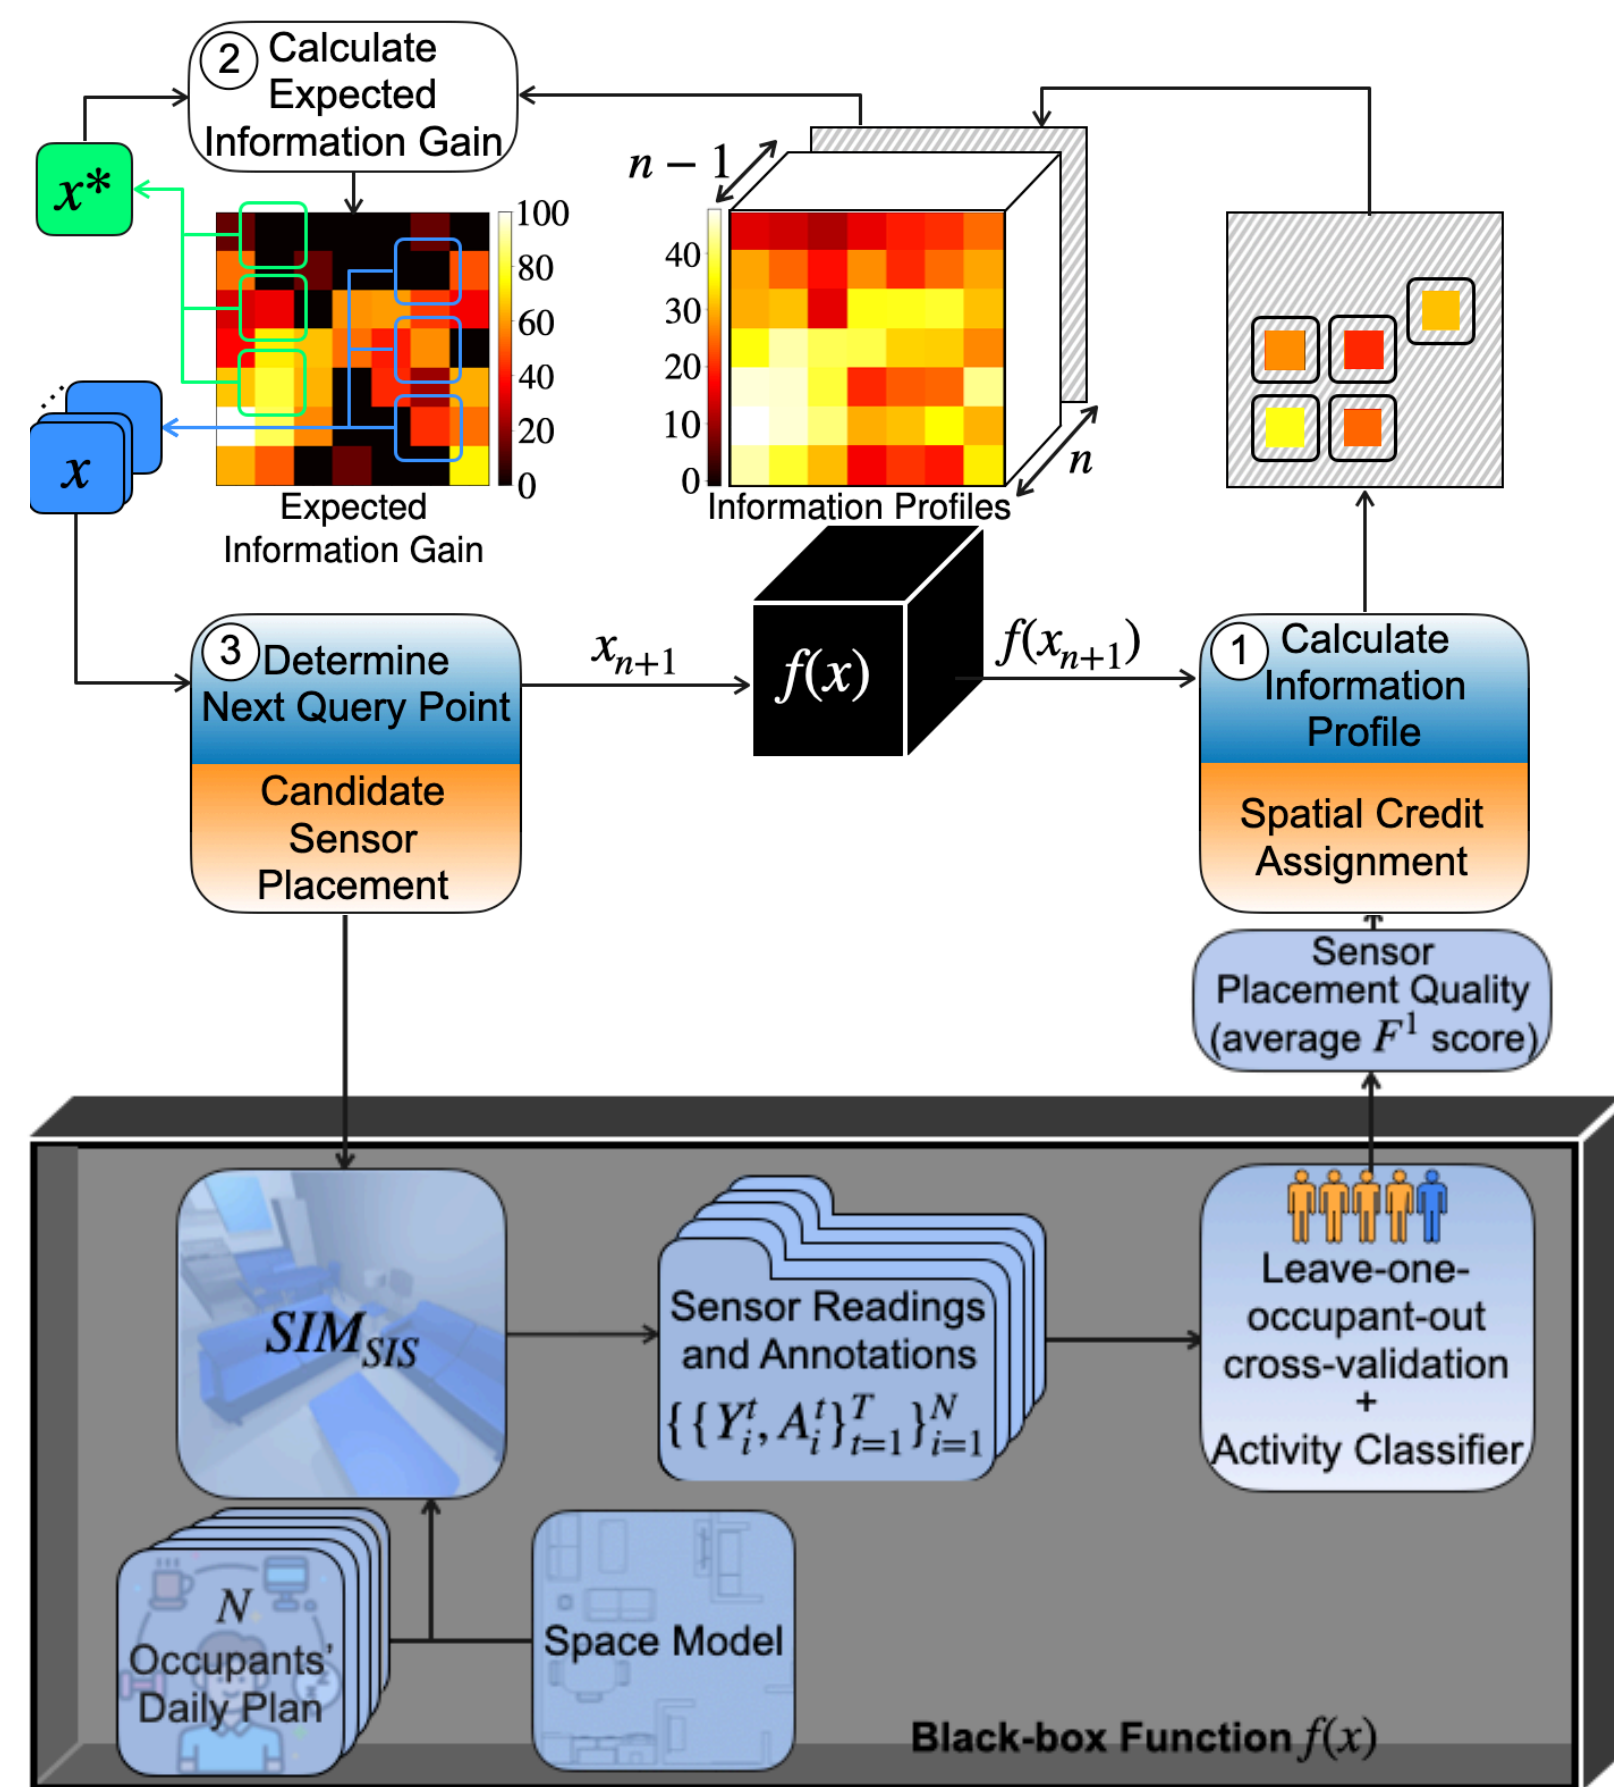 2
Calculate
Expected
Information Gain
x*
x
100
80
60
40
20
0
Expected
Information Gain
n − 1
40
30
20
10
0
n
Information Profiles
3
Determine
Next Query Point
Candidate
Sensor
Placement
xₙ₊₁
f(x)
f(xₙ₊₁)
1
Calculate
Information
Profile
Spatial Credit
Assignment
Sensor
Placement Quality
(average F¹ score)
SIM_SIS
Sensor Readings
and Annotations
{{Y_i^t, A_i^t}_{t=1}^T}_{i=1}^N
Leave-one-
occupant-out
cross-validation
+
Activity Classifier
N
Occupants'
Daily Plan
Space Model
Black-box Function f(x)